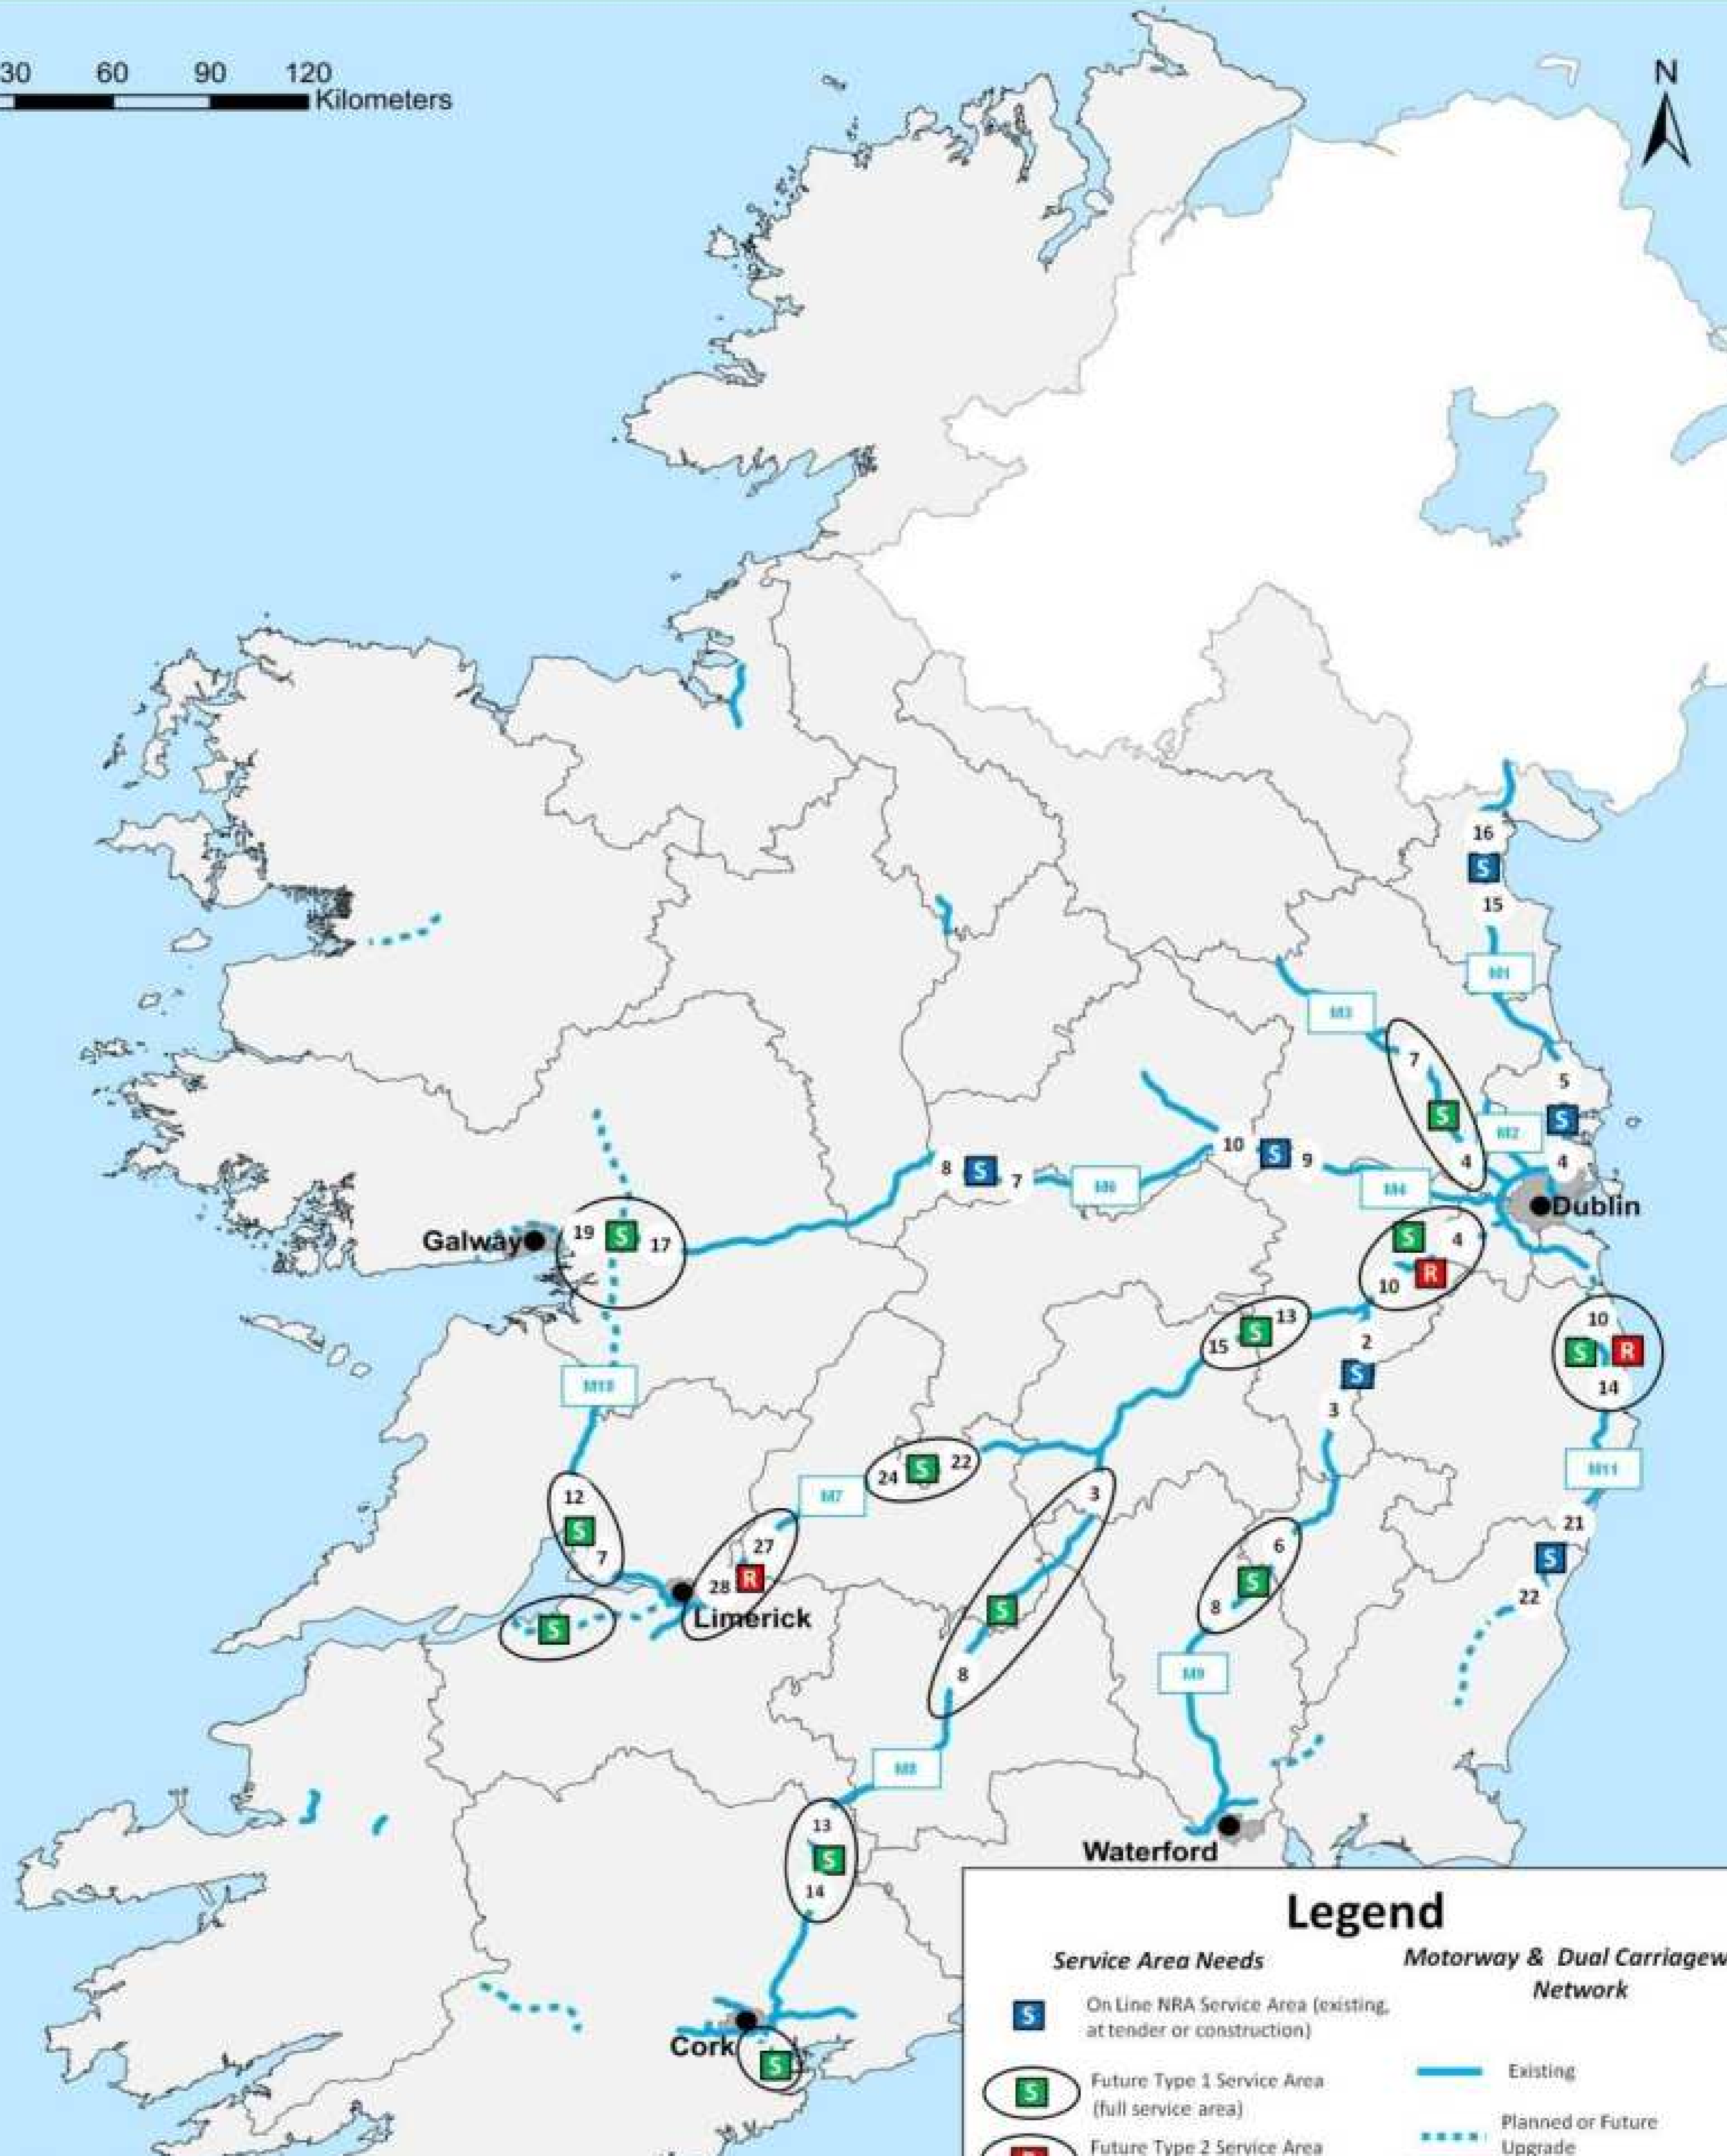 30 60 90 120
Kilometers
N
16
S
15
M1
M3
7
5
S
S
M2
4
4
10
S
9
8
S
7
M6
M4
Dublin
Galway
19
S
17
S
4
10
R
13
S
15
2
S
3
10
S
R
14
M18
M11
24
S
22
M7
3
12
S
7
27
28
R
Limerick
S
S
8
6
S
8
21
S
22
M9
M8
13
S
14
Waterford
Cork
S
Legend
Service Area Needs
Motorway & Dual Carriagew
Network
S
On Line NRA Service Area (existing,
at tender or construction)
S
Future Type 1 Service Area
(full service area)
Existing
Future Type 2 Service Area
Planned or Future
Upgrade